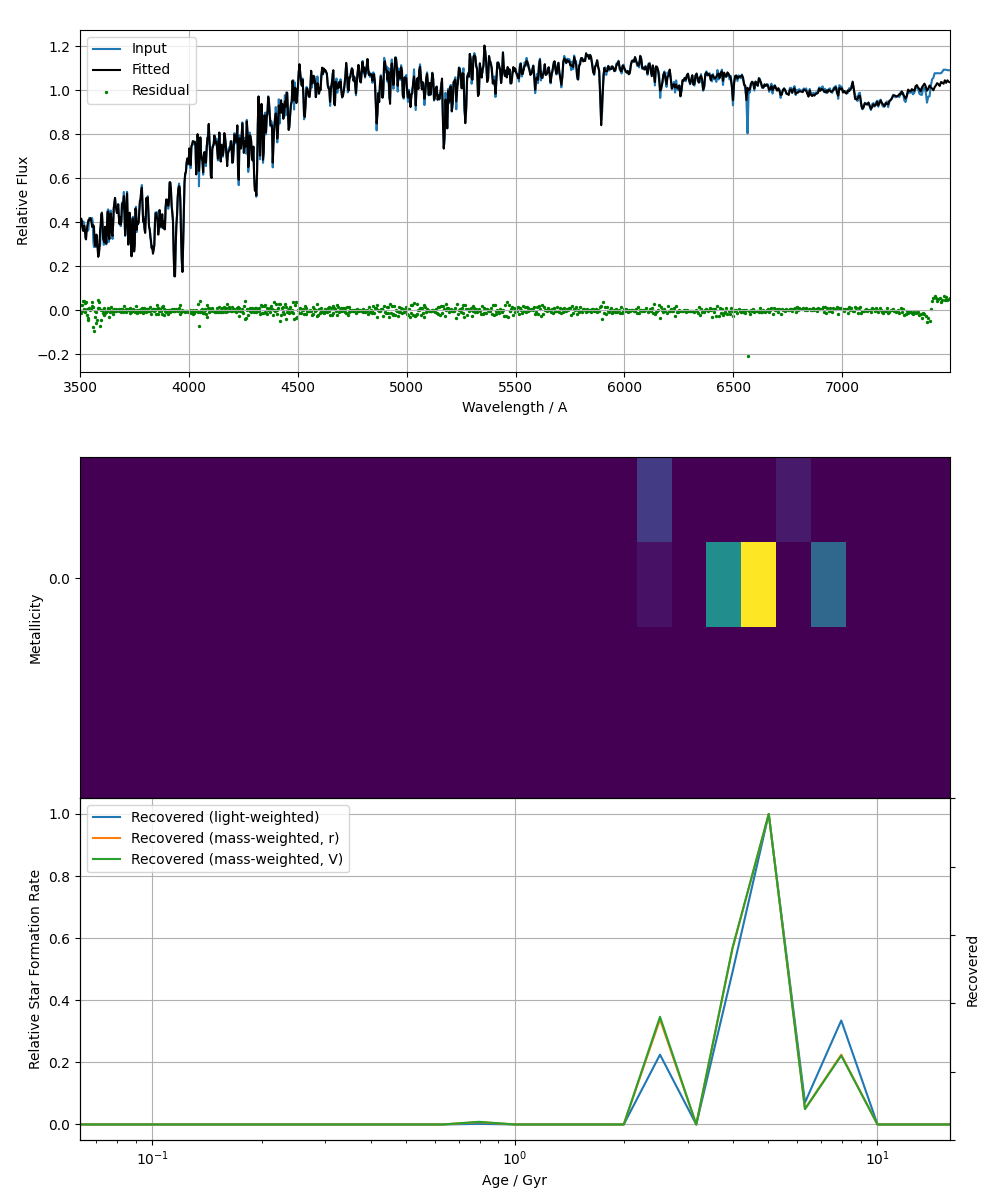 Input
Fitted
Residual
1.2
1.0
0.8
0.6
0.4
0.2
0.0
−0.2
Relative Flux
3500 4000 4500 5000 5500 6000 6500 7000
Wavelength / A
0.0
Metallicity
Recovered (light-weighted)
Recovered (mass-weighted, r)
Recovered (mass-weighted, V)
1.0
0.8
0.6
0.4
0.2
0.0
Relative Star Formation Rate
Recovered
10⁻¹ 10⁰ 10¹
Age / Gyr